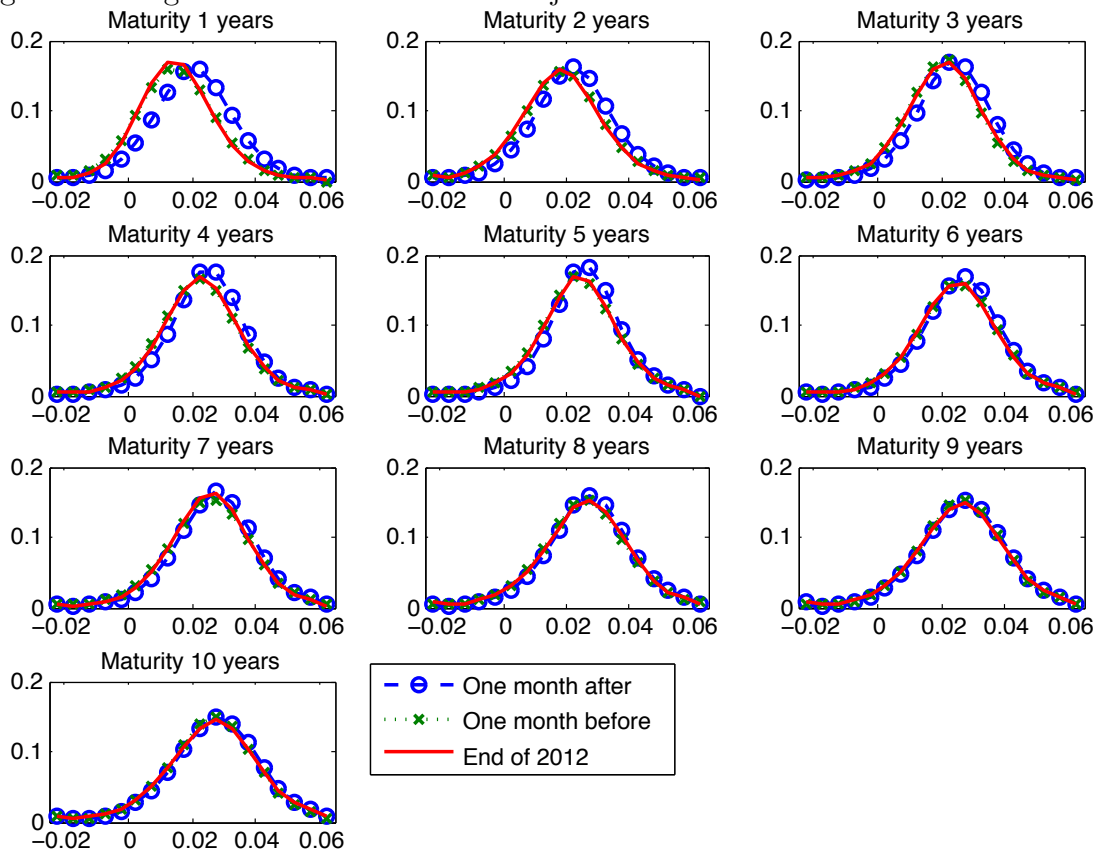 Maturity 1 years
Maturity 2 years
Maturity 3 years
0.2
0.1
0
−0.02 0 0.02 0.04 0.06
0.2
0.1
0
−0.02 0 0.02 0.04 0.06
0.2
0.1
0
−0.02 0 0.02 0.04 0.06
Maturity 4 years
Maturity 5 years
Maturity 6 years
0.2
0.1
0
−0.02 0 0.02 0.04 0.06
0.2
0.1
0
−0.02 0 0.02 0.04 0.06
0.2
0.1
0
−0.02 0 0.02 0.04 0.06
Maturity 7 years
Maturity 8 years
Maturity 9 years
0.2
0.1
0
−0.02 0 0.02 0.04 0.06
0.2
0.1
0
−0.02 0 0.02 0.04 0.06
0.2
0.1
0
−0.02 0 0.02 0.04 0.06
Maturity 10 years
0.2
0.1
0
−0.02 0 0.02 0.04 0.06
One month after
One month before
End of 2012